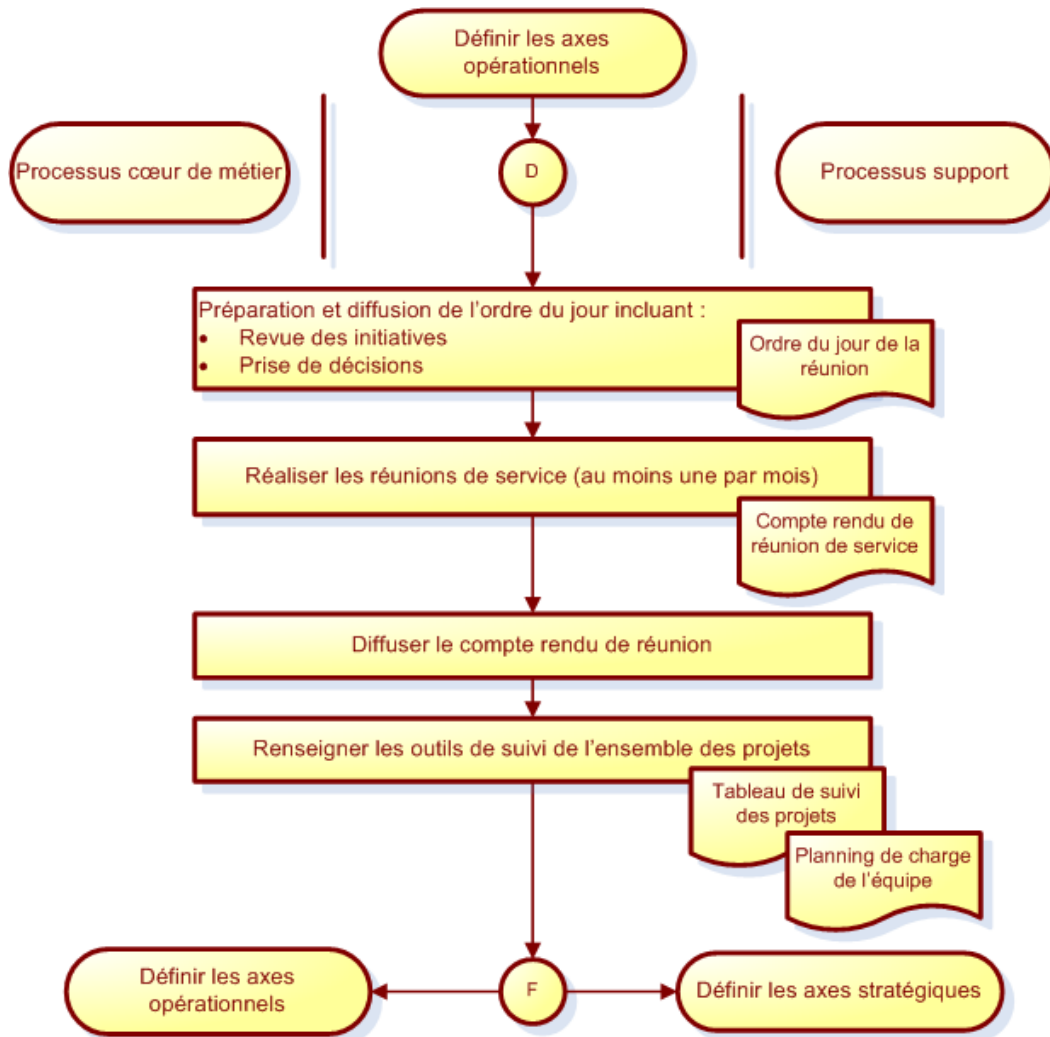 Définir les axes
opérationnels
Processus cœur de métier
D
Processus support
Préparation et diffusion de l’ordre du jour incluant :
• Revue des initiatives
• Prise de décisions
Ordre du jour de la
réunion
Réaliser les réunions de service (au moins une par mois)
Compte rendu de
réunion de service
Diffuser le compte rendu de réunion
Renseigner les outils de suivi de l’ensemble des projets
Tableau de suivi
des projets
Planning de charge
de l’équipe
Définir les axes
opérationnels
F
Définir les axes stratégiques